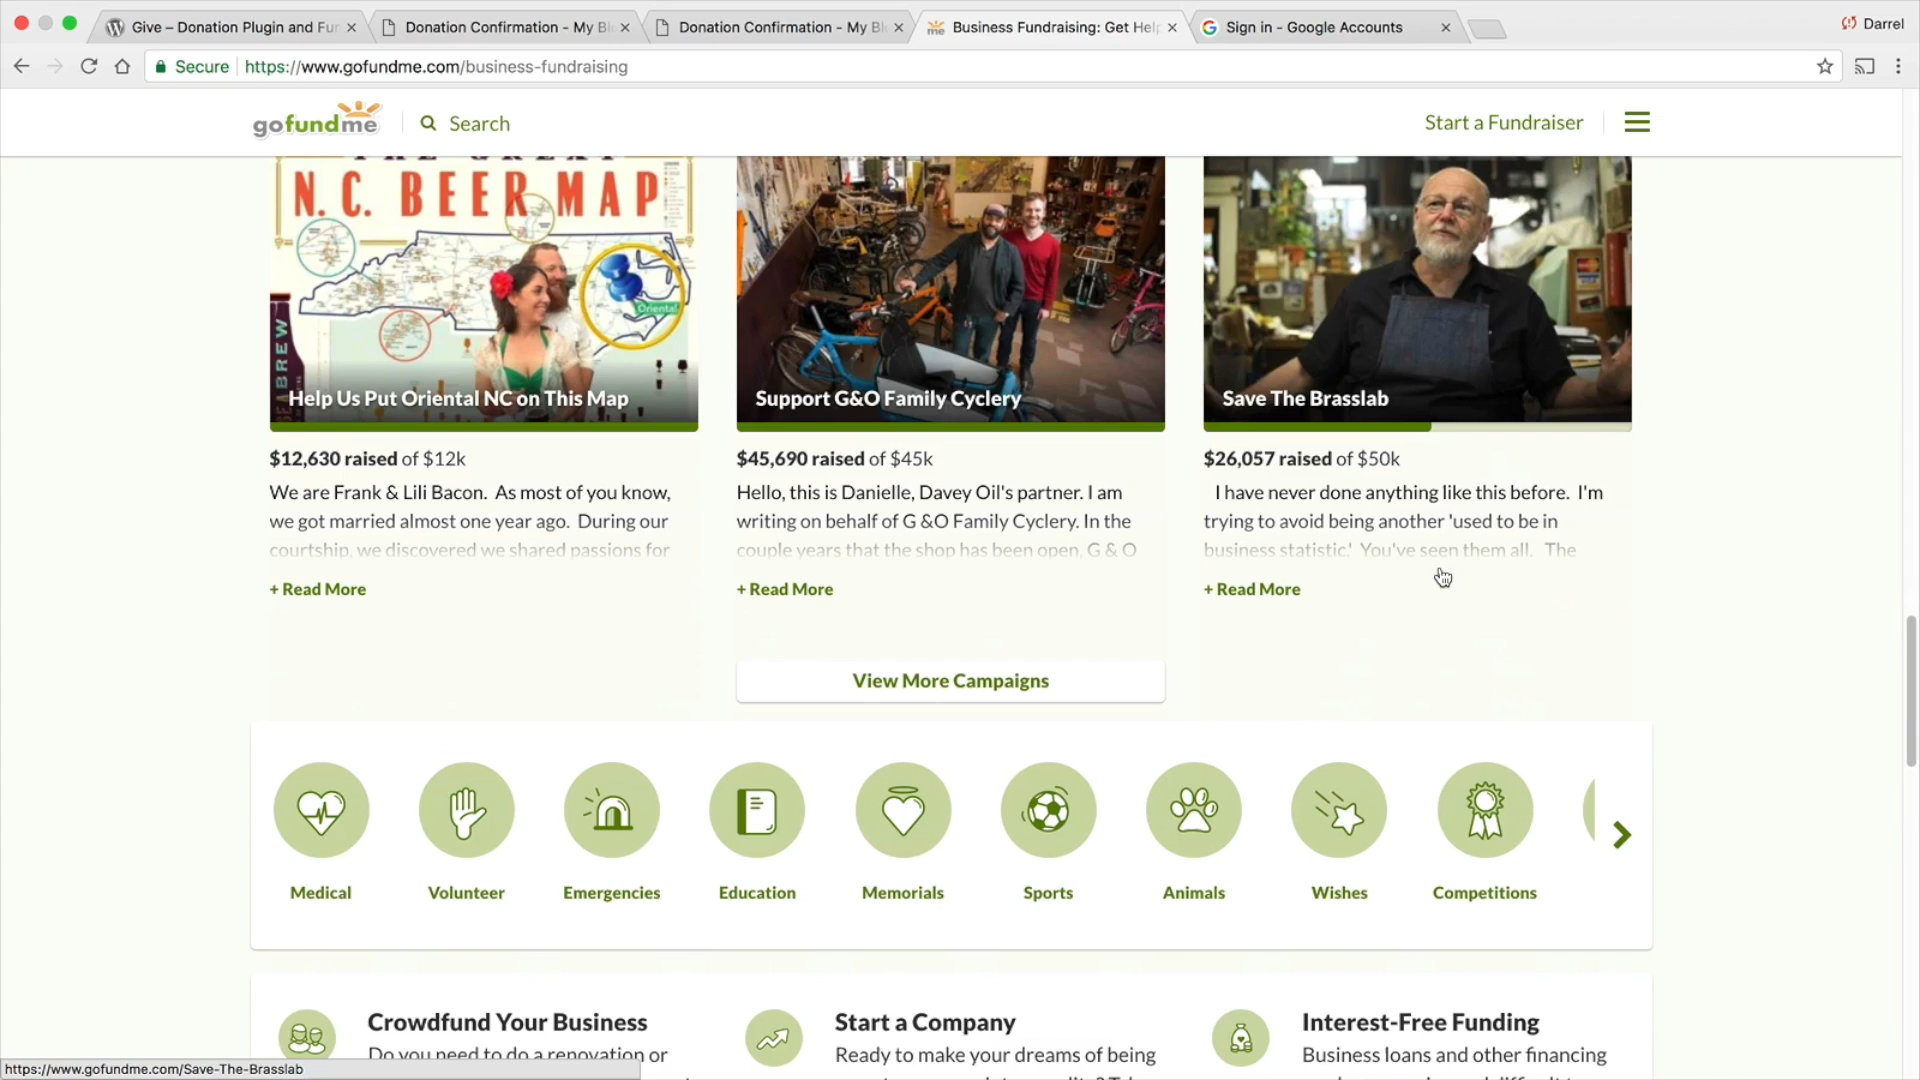 Give – Donation Plugin and Fun
Donation Confirmation - My Bl
Donation Confirmation - My Bl
Business Fundraising: Get Help
Sign in - Google Accounts
Darrel
Secure
https://www.gofundme.com/business-fundraising
gofundme
Search
Start a Fundraiser
N.C. BEER MAP
Oriental
BREW
Help Us Put Oriental NC on This Map
Support G&O Family Cyclery
Save The Brasslab
$12,630 raised of $12k
$45,690 raised of $45k
$26,057 raised of $50k
We are Frank & Lili Bacon. As most of you know,
we got married almost one year ago. During our
courtship, we discovered we shared passions for
+ Read More
Hello, this is Danielle, Davey Oil's partner. I am
writing on behalf of G &O Family Cyclery. In the
couple years that the shop has been open, G & O
+ Read More
I have never done anything like this before. I'm
trying to avoid being another 'used to be in
business statistic.' You've seen them all. The
+ Read More
View More Campaigns
Medical
Volunteer
Emergencies
Education
Memorials
Sports
Animals
Wishes
Competitions
Crowdfund Your Business
Do you need to do a renovation or
Start a Company
Ready to make your dreams of being
Interest-Free Funding
Business loans and other financing
https://www.gofundme.com/Save-The-Brasslab